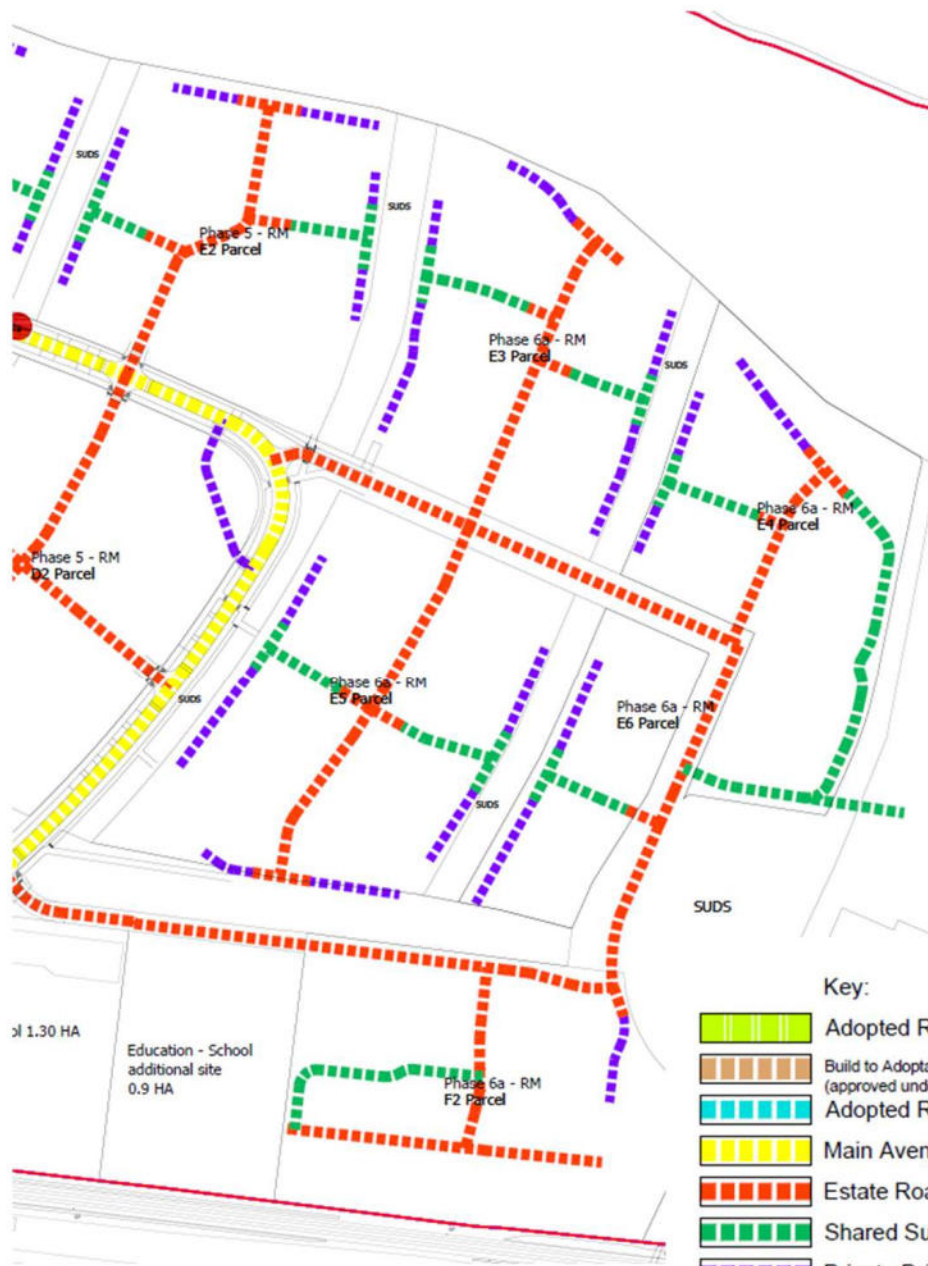 SUDS
SUDS
Phase 5 - RM
E2 Parcel
Phase 6a - RM
E3 Parcel
SUDS
Phase 6a - RM
E4 Parcel
Phase 5 - RM
D2 Parcel
Phase 6a - RM
E5 Parcel
SUDS
Phase 6a - RM
E6 Parcel
SUDS
SUDS
Key:
Adopted R
ol 1.30 HA
Education - School
additional site
0.9 HA
Build to Adopta
(approved und
Phase 6a - RM
F2 Parcel
Adopted R
Main Aven
Estate Roa
Shared Su